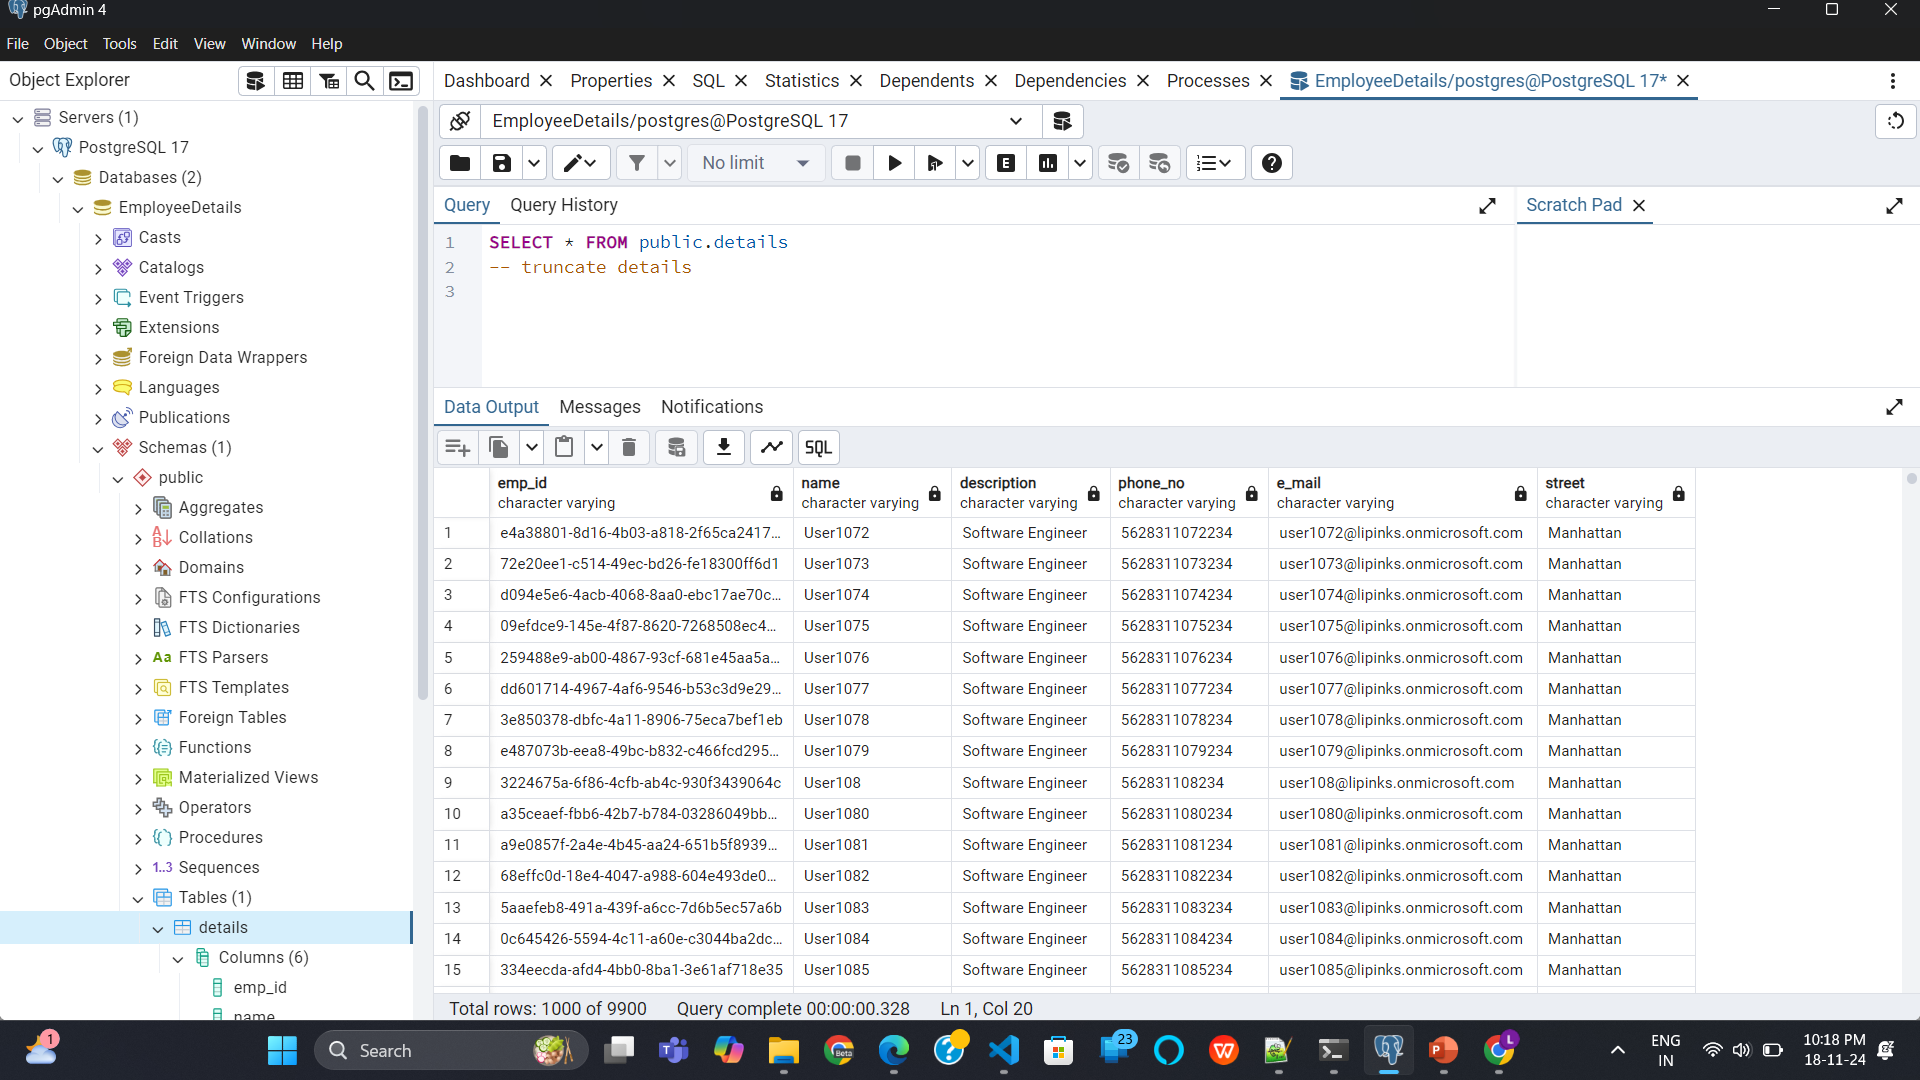 pgAdmin 4
File Object Tools Edit View Window Help
Object Explorer
Servers (1)
PostgreSQL 17
Databases (2)
EmployeeDetails
Casts
Catalogs
Event Triggers
Extensions
Foreign Data Wrappers
Languages
Publications
Schemas (1)
public
Aggregates
Collations
Domains
FTS Configurations
FTS Dictionaries
Aa FTS Parsers
FTS Templates
Foreign Tables
Functions
Materialized Views
Operators
Procedures
1..3 Sequences
Tables (1)
details
Columns (6)
emp_id
name
Dashboard Properties SQL Statistics Dependents Dependencies Processes EmployeeDetails/postgres@PostgreSQL 17*
EmployeeDetails/postgres@PostgreSQL 17
No limit E
Query Query History Scratch Pad
1 SELECT * FROM public.details
2 -- truncate details
3
Data Output Messages Notifications
SQL
emp_id name description phone_no e_mail street
character varying character varying character varying character varying character varying character varying
1 e4a38801-8d16-4b03-a818-2f65ca2417... User1072 Software Engineer 5628311072234 user1072@lipinks.onmicrosoft.com Manhattan
2 72e20ee1-c514-49ec-bd26-fe18300ff6d1 User1073 Software Engineer 5628311073234 user1073@lipinks.onmicrosoft.com Manhattan
3 d094e5e6-4acb-4068-8aa0-ebc17ae70c... User1074 Software Engineer 5628311074234 user1074@lipinks.onmicrosoft.com Manhattan
4 09efdce9-145e-4f87-8620-7268508ec4... User1075 Software Engineer 5628311075234 user1075@lipinks.onmicrosoft.com Manhattan
5 259488e9-ab00-4867-93cf-681e45aa5a... User1076 Software Engineer 5628311076234 user1076@lipinks.onmicrosoft.com Manhattan
6 dd601714-4967-4af6-9546-b53c3d9e29... User1077 Software Engineer 5628311077234 user1077@lipinks.onmicrosoft.com Manhattan
7 3e850378-dbfc-4a11-8906-75eca7bef1eb User1078 Software Engineer 5628311078234 user1078@lipinks.onmicrosoft.com Manhattan
8 e487073b-eea8-49bc-b832-c466fcd295... User1079 Software Engineer 5628311079234 user1079@lipinks.onmicrosoft.com Manhattan
9 3224675a-6f86-4cfb-ab4c-930f3439064c User108 Software Engineer 562831108234 user108@lipinks.onmicrosoft.com Manhattan
10 a35ceaef-fbb6-42b7-b784-03286049bb... User1080 Software Engineer 5628311080234 user1080@lipinks.onmicrosoft.com Manhattan
11 a9e0857f-2a4e-4b45-aa24-651b5f8939... User1081 Software Engineer 5628311081234 user1081@lipinks.onmicrosoft.com Manhattan
12 68effc0d-18e4-4047-a988-604e493de0... User1082 Software Engineer 5628311082234 user1082@lipinks.onmicrosoft.com Manhattan
13 5aaefeb8-491a-439f-a6cc-7d6b5ec57a6b User1083 Software Engineer 5628311083234 user1083@lipinks.onmicrosoft.com Manhattan
14 0c645426-5594-4c11-a60e-c3044ba2dc... User1084 Software Engineer 5628311084234 user1084@lipinks.onmicrosoft.com Manhattan
15 334eecda-afd4-4bb0-8ba1-3e61af718e35 User1085 Software Engineer 5628311085234 user1085@lipinks.onmicrosoft.com Manhattan
Total rows: 1000 of 9900 Query complete 00:00:00.328 Ln 1, Col 20
1 Search Beta 23 L ENG 10:18 PM
IN 18-11-24